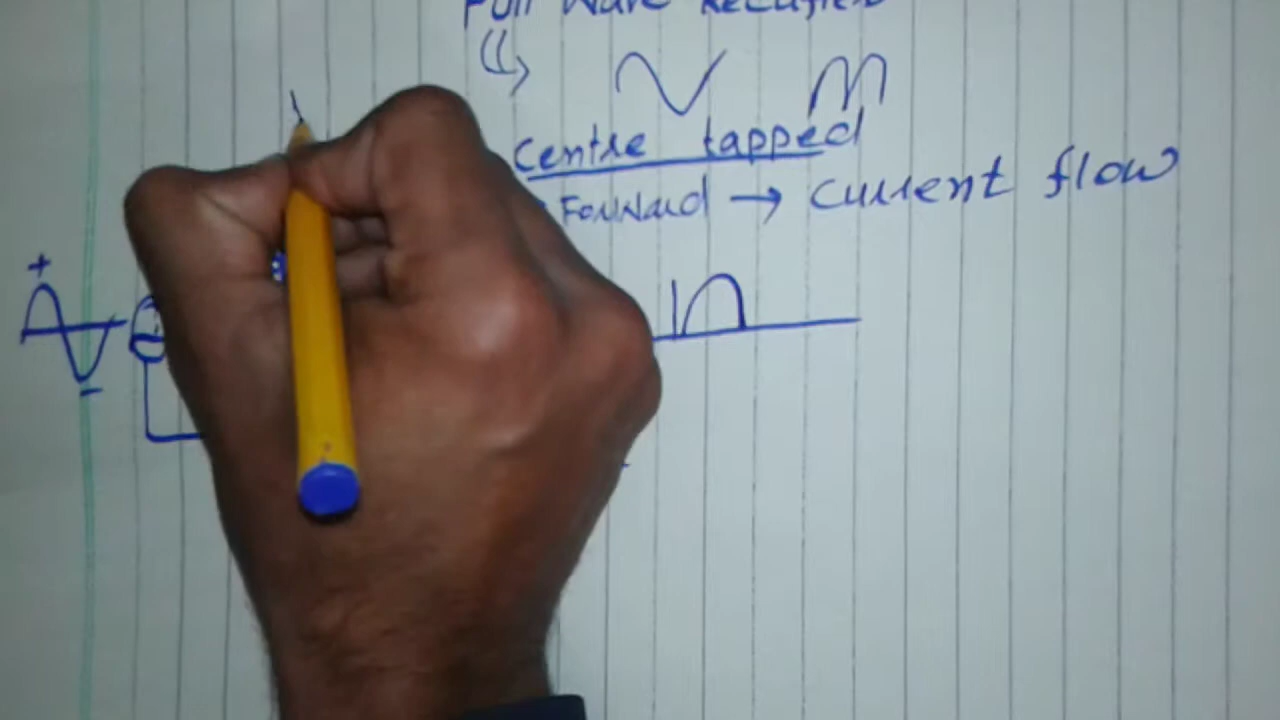 Full Wave Rectifier
Centre tapped
Forward → Current flow
+
-